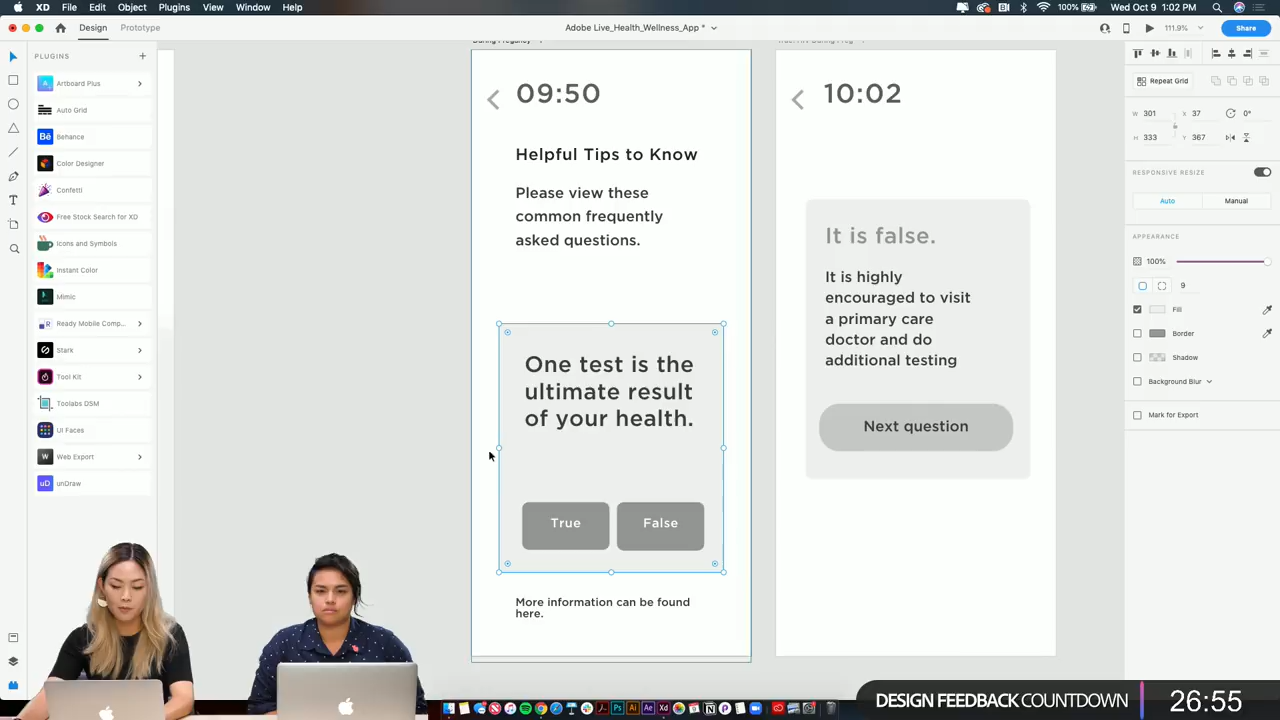 XD File Edit Object Plugins View Window Help
100% Fri Oct 9 1:02
Design Prototype
Adobe Live_Health_Wellness_App *
111.9%
Share
PLUGINS
Artboard Plus
Auto Grid
Behance
Color Designer
Confetti
Free Stock Search for XD
Icons and Symbols
Instant Color
Mimic
Ready Mobile Comp...
Stark
Tool Kit
Toolabs DSM
UI Faces
Web Export
unDraw
09:50
Helpful Tips to Know
Please view these
common frequently
asked questions.
One test is the
ultimate result
of your health.
True False
More information can be found
here.
10:02
It is false.
It is highly
encouraged to visit
a primary care
doctor and do
additional testing
Next question
Repeat Grid
W 301 X 37 0°
H 333 Y 367
RESPONSIVE RESIZE
Auto Manual
APPEARANCE
100%
9
Fill
Border
Shadow
Background Blur
Mark for Export
DESIGN FEEDBACK COUNTDOWN 26:55